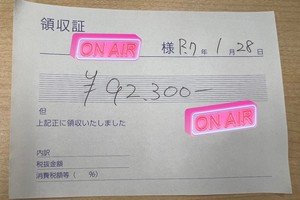 領収証
ON AIR 様 R7年1月28日
¥92,300-
但 ON AIR
上記正に領収いたしました
内訳
税抜金額
消費税額等( %)